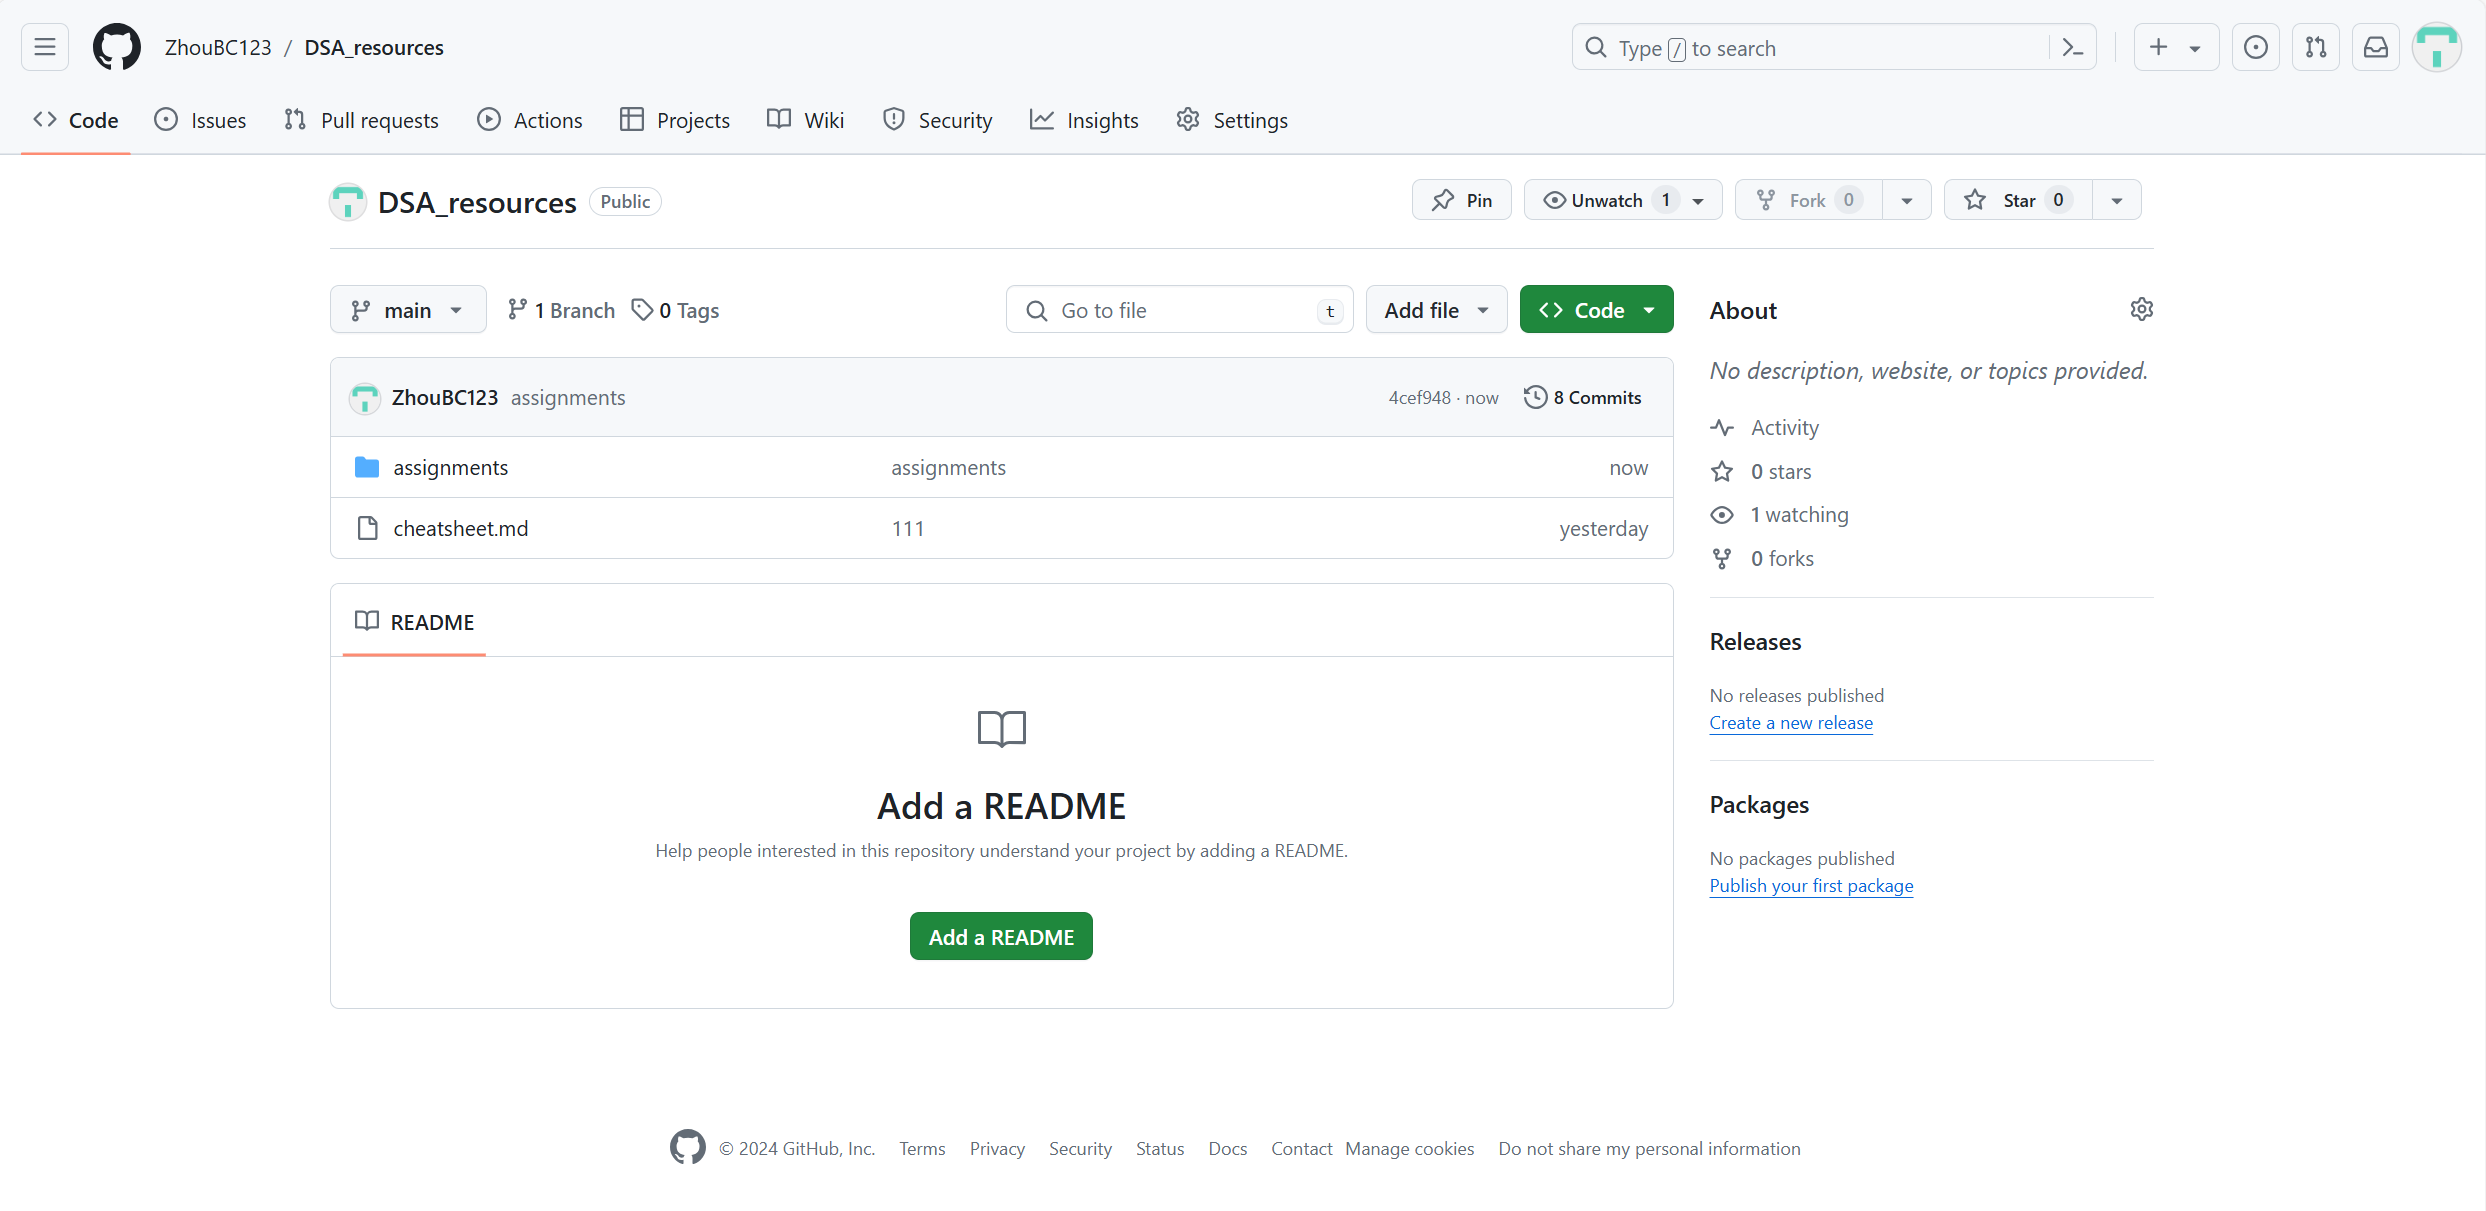 ZhouBC123 / DSA_resources
Type / to search
Code Issues Pull requests Actions Projects Wiki Security Insights Settings
DSA_resources Public
Pin Unwatch 1 Fork 0 Star 0
main 1 Branch 0 Tags Go to file t Add file Code
ZhouBC123 assignments 4cef948 · now 8 Commits
assignments assignments now
cheatsheet.md 111 yesterday
README
Add a README
Help people interested in this repository understand your project by adding a README.
Add a README
About
No description, website, or topics provided.
Activity
0 stars
1 watching
0 forks
Releases
No releases published
Create a new release
Packages
No packages published
Publish your first package
© 2024 GitHub, Inc. Terms Privacy Security Status Docs Contact Manage cookies Do not share my personal information